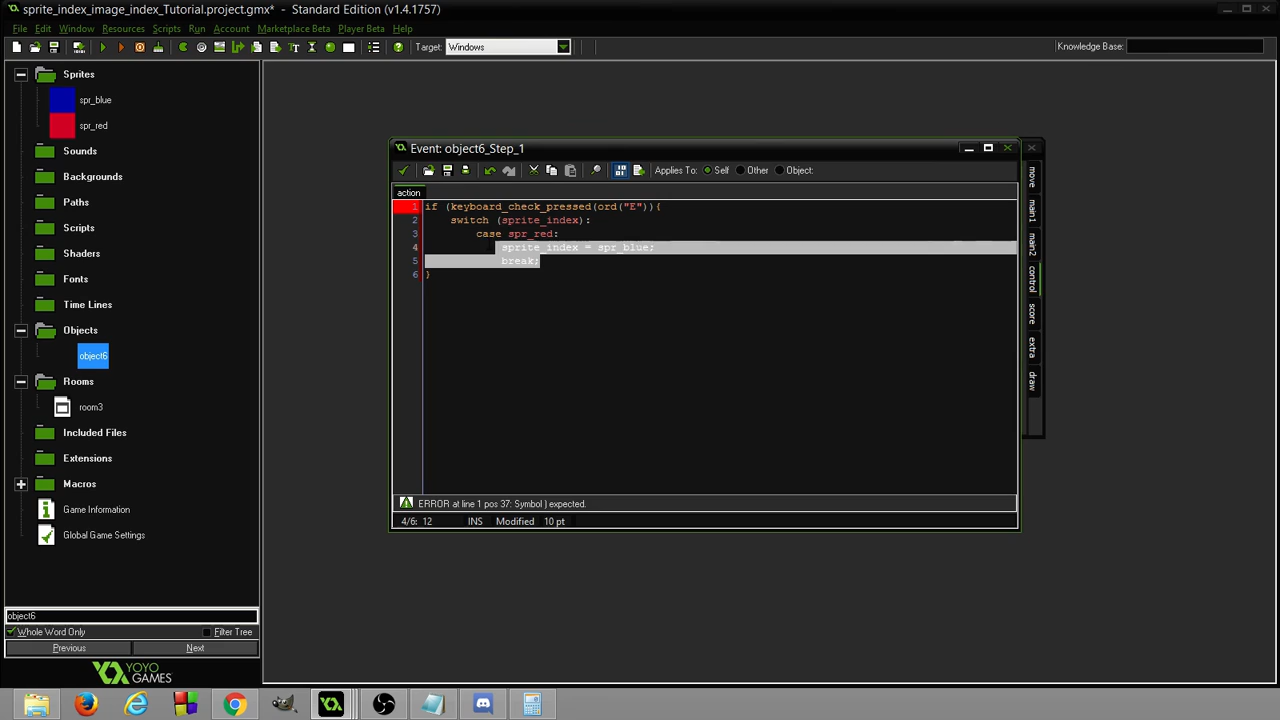 sprite_index_image_index_Tutorial.project.gmx* - Standard Edition (v1.4.1757)
File Edit Window Resources Scripts Run Account Marketplace Beta Player Beta Help
Target: Windows
Knowledge Base:
Sprites
spr_blue
spr_red
Sounds
Backgrounds
Paths
Scripts
Shaders
Fonts
Time Lines
Objects
object6
Rooms
room3
Included Files
Extensions
Macros
Game Information
Global Game Settings
object6
Whole Word Only Filter Tree
Previous Next
YOYO
GAMES
Event: object6_Step_1
Applies To: Self Other Object:
action
1 if (keyboard_check_pressed(ord("E")){
2 switch (sprite_index):
3 case spr_red:
4 sprite_index = spr_blue;
5 break;
6 }
ERROR at line 1 pos 37: Symbol ) expected.
4/6: 12 INS Modified 10 pt
move
main1
main2
control
score
extra
draw